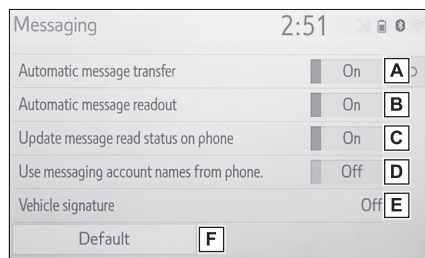 Messaging 2:51
Automatic message transfer On A
Automatic message readout On B
Update message read status on phone On C
Use messaging account names from phone. Off D
Vehicle signature Off E
Default F